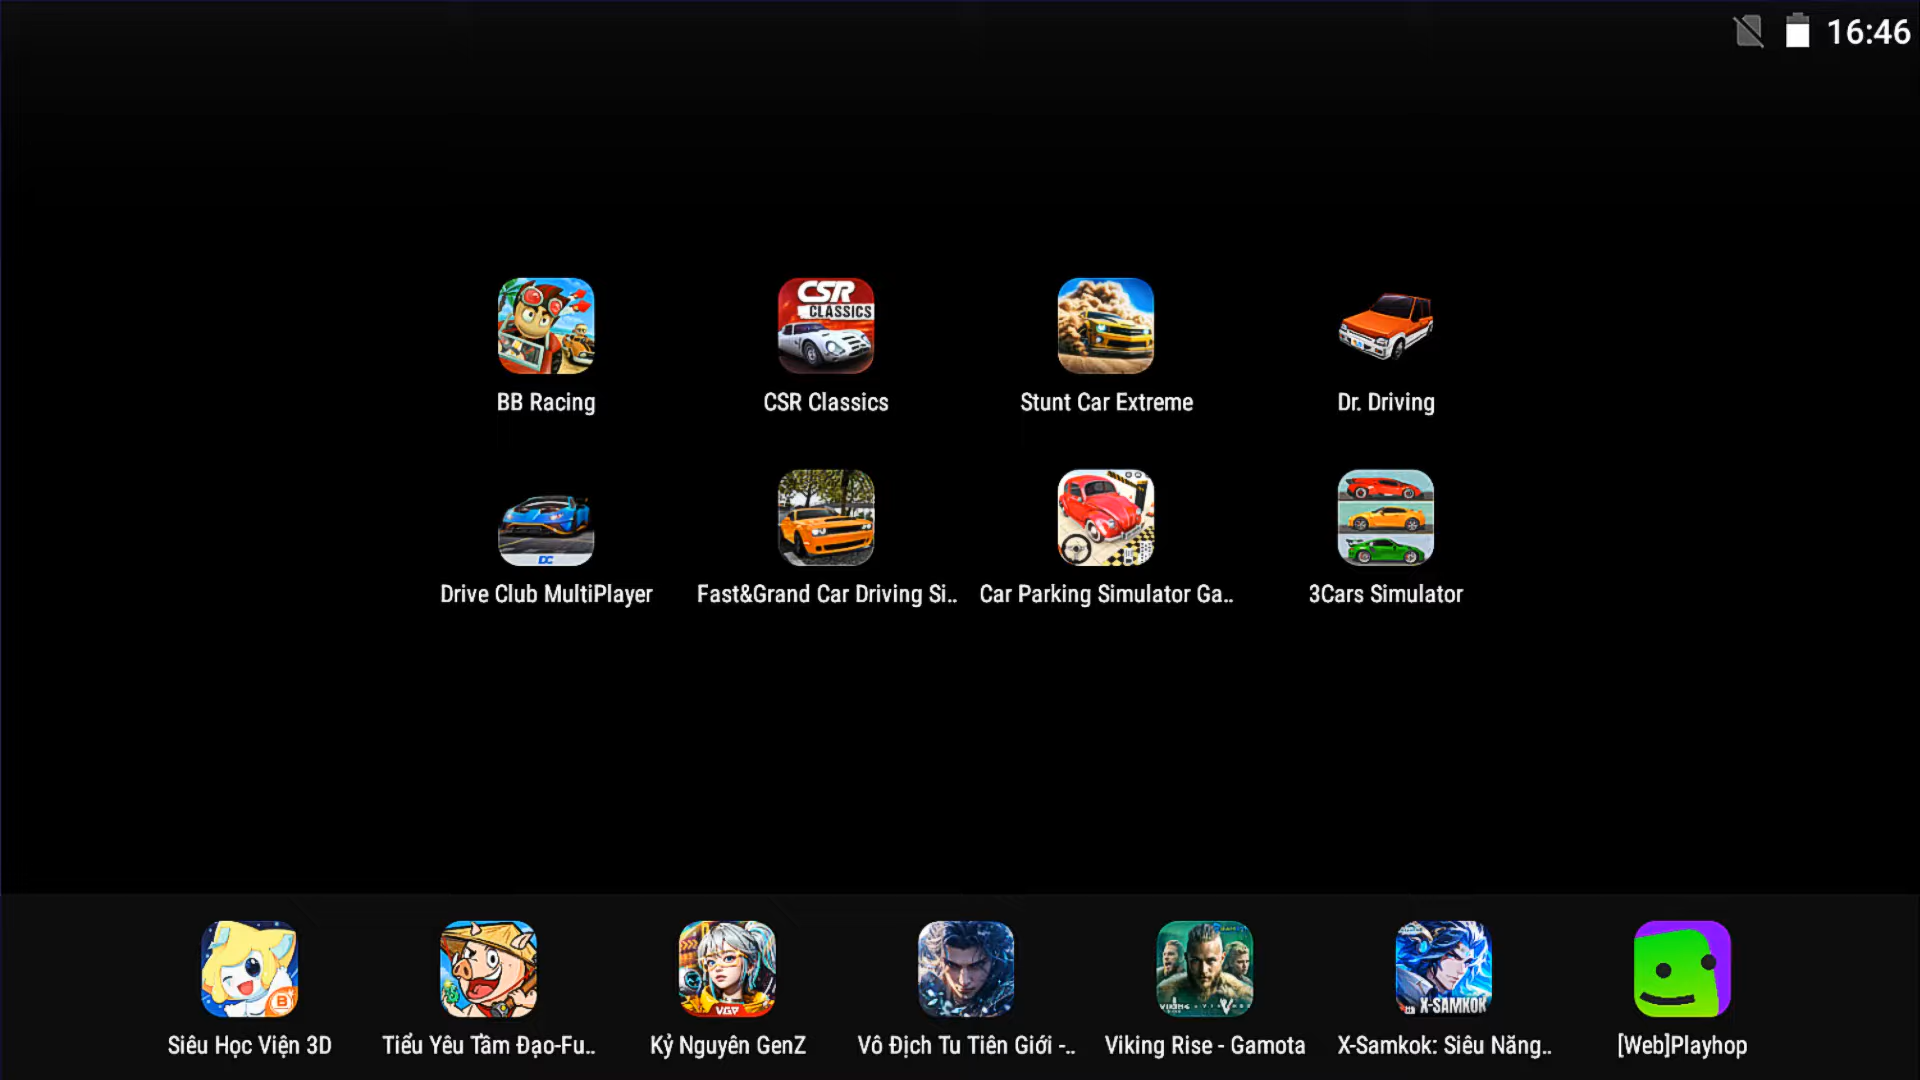 16:46
CSR
CLASSICS
BB Racing
CSR Classics
Stunt Car Extreme
Dr. Driving
DC
Drive Club MultiPlayer
Fast&Grand Car Driving Si..
Car Parking Simulator Ga..
3Cars Simulator
B
VGP
X-SAMKOK
Siêu Học Viện 3D
Tiểu Yêu Tầm Đạo-Fu..
Kỷ Nguyên GenZ
Vô Địch Tu Tiên Giới -..
Viking Rise - Gamota
X-Samkok: Siêu Năng..
[Web]Playhop